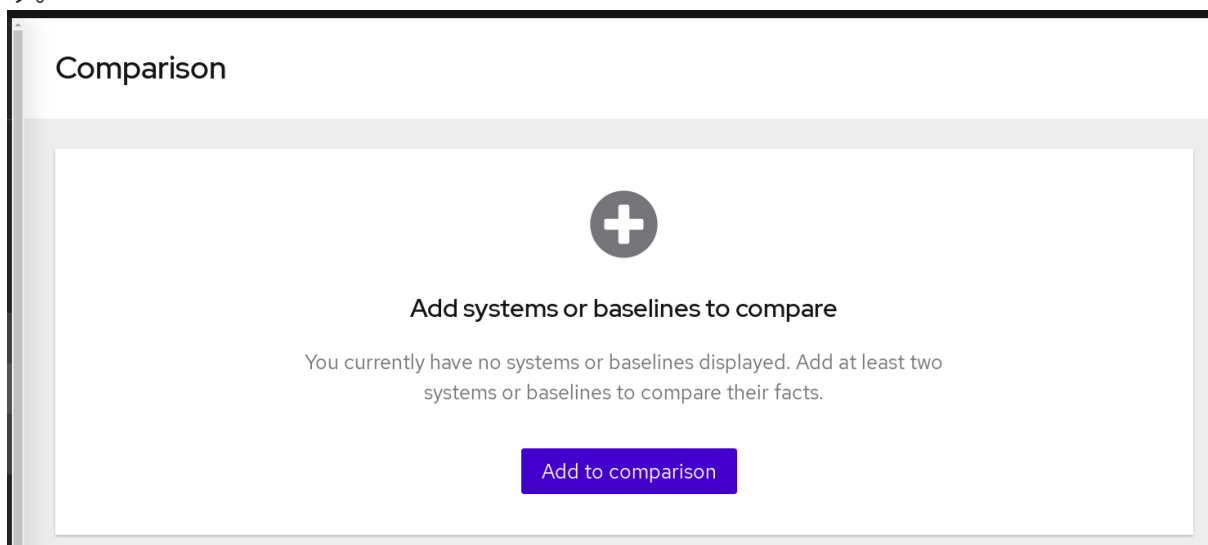 す。
Comparison
Add systems or baselines to compare
You currently have no systems or baselines displayed. Add at least two
systems or baselines to compare their facts.
Add to comparison